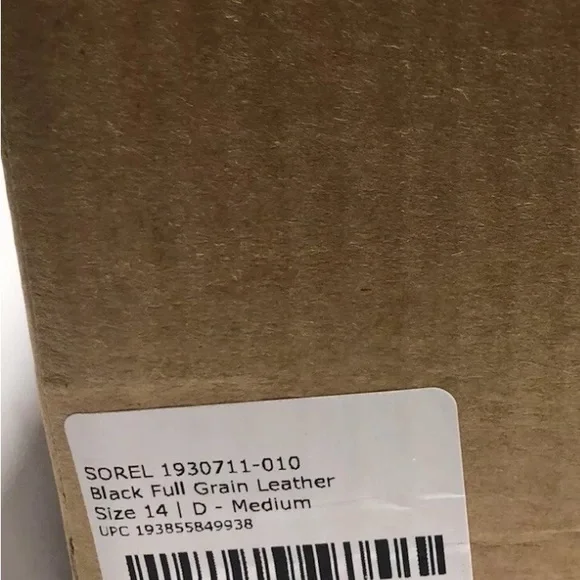 SOREL 1930711-010
Black Full Grain Leather
Size 14 | D - Medium
UPC 193855849938